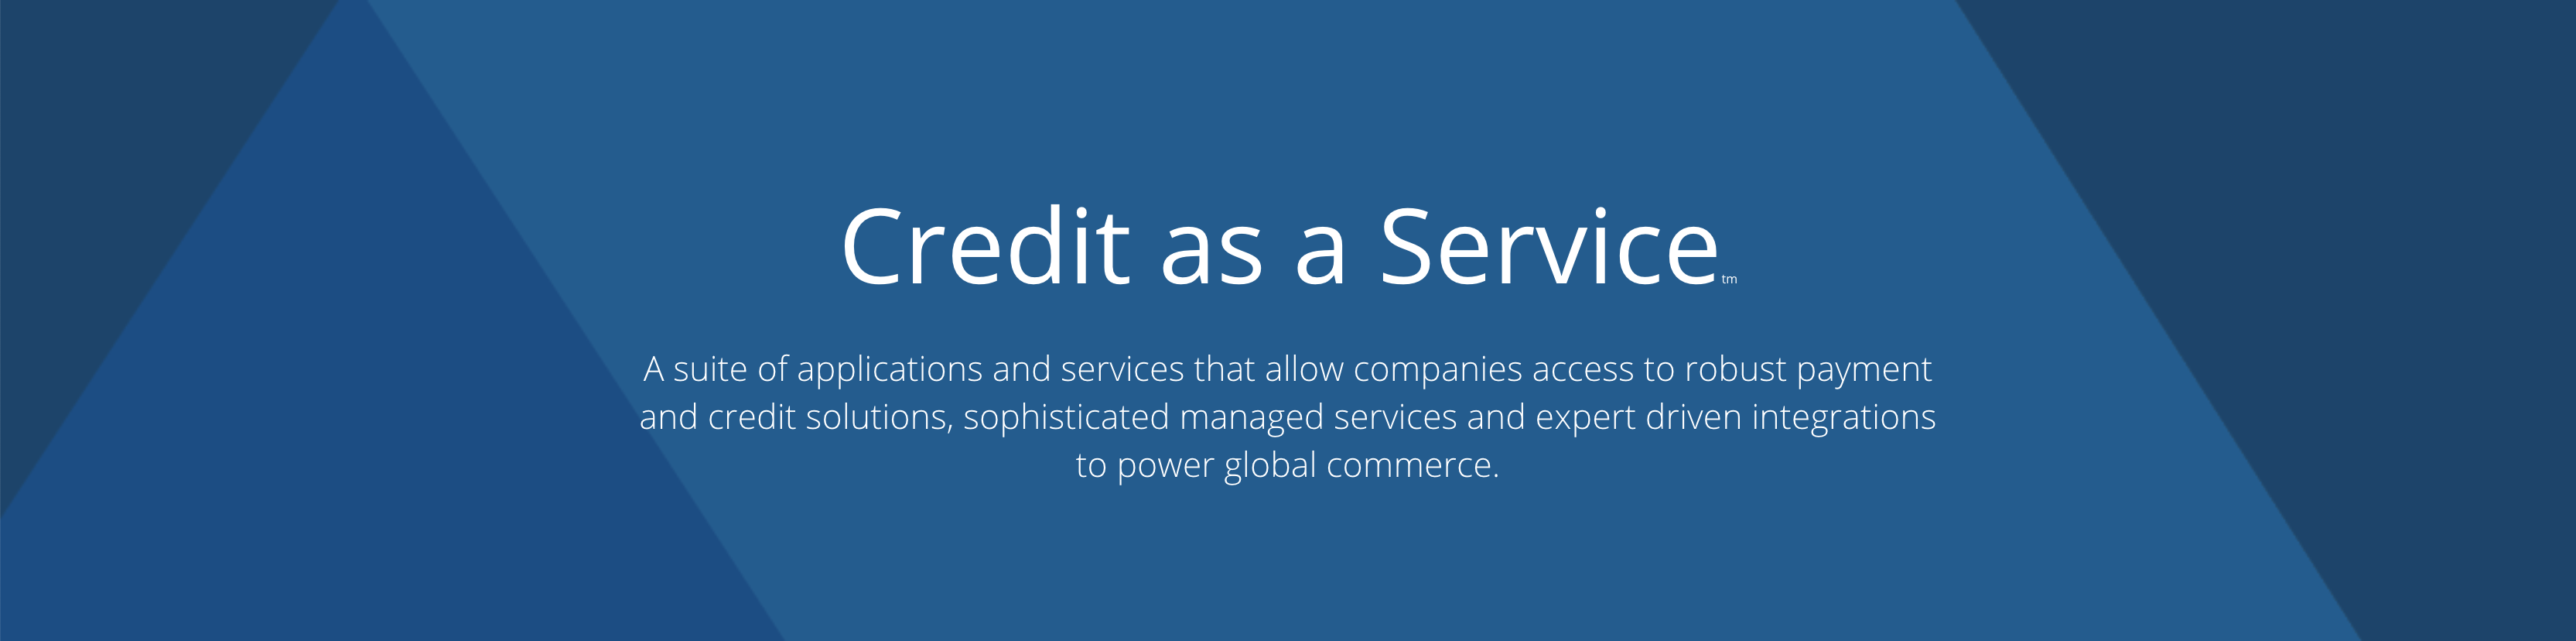 Credit as a Service tm
A suite of applications and services that allow companies access to robust payment
and credit solutions, sophisticated managed services and expert driven integrations
to power global commerce.